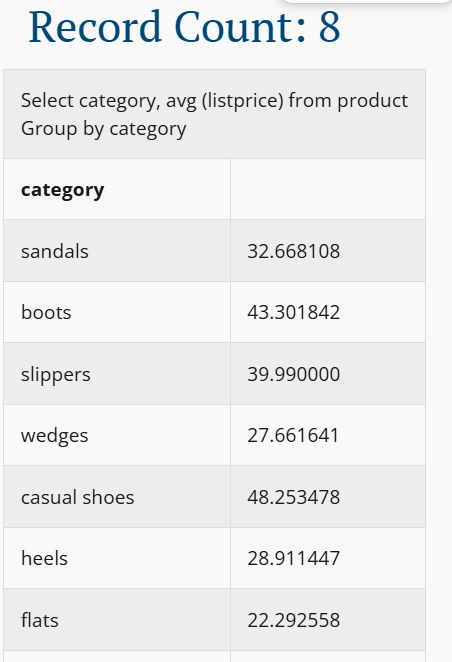 Record Count: 8
Select category, avg (listprice) from product
Group by category
category
sandals 32.668108
boots 43.301842
slippers 39.990000
wedges 27.661641
casual shoes 48.253478
heels 28.911447
flats 22.292558